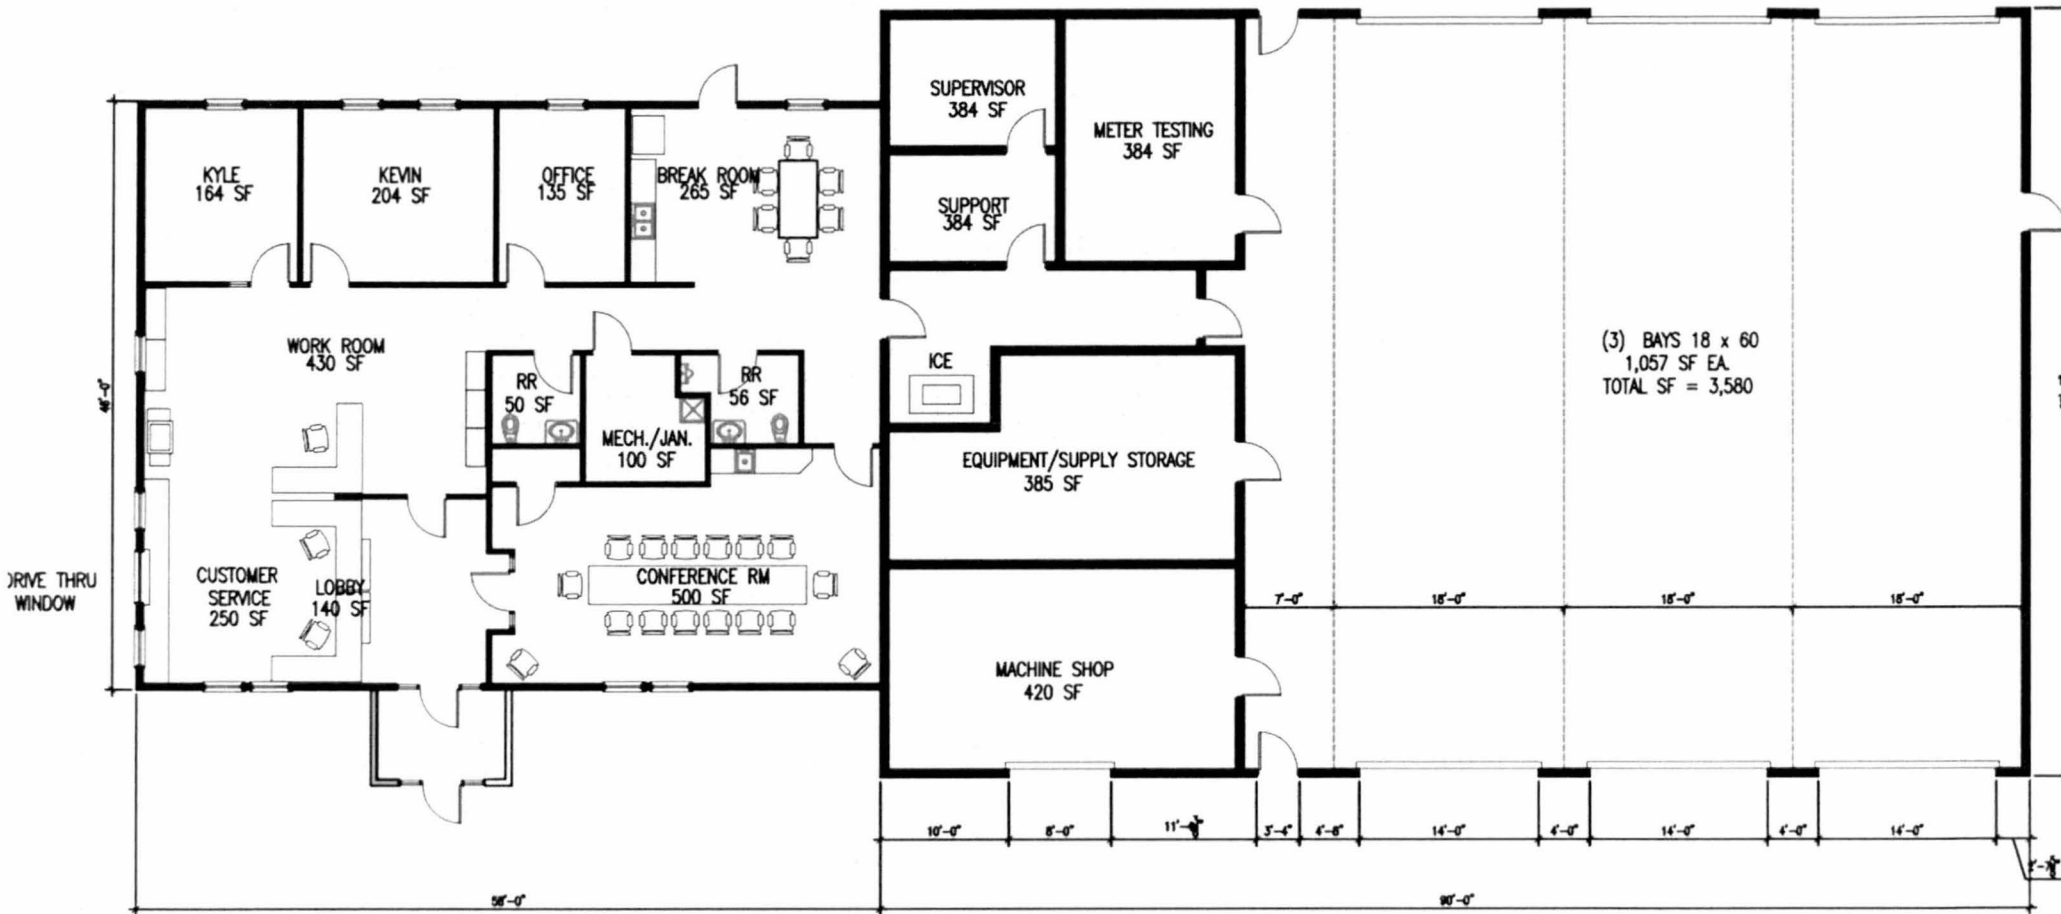 SUPERVISOR
384 SF
METER TESTING
384 SF
KYLE
164 SF
KEVIN
204 SF
OFFICE
135 SF
BREAK ROOM
265 SF
SUPPORT
384 SF
WORK ROOM
430 SF
ICE
(3) BAYS 18 x 60
1,057 SF EA.
TOTAL SF = 3,580
RR
50 SF
RR
56 SF
MECH./JAN.
100 SF
EQUIPMENT/SUPPLY STORAGE
385 SF
DRIVE THRU
WINDOW
CUSTOMER
SERVICE
250 SF
LOBBY
140 SF
CONFERENCE RM
500 SF
7'-0"
18'-0"
18'-0"
18'-0"
MACHINE SHOP
420 SF
10'-0"
8'-0"
3'-4"
4'-8"
14'-0"
4'-0"
14'-0"
4'-0"
14'-0"
90'-0"